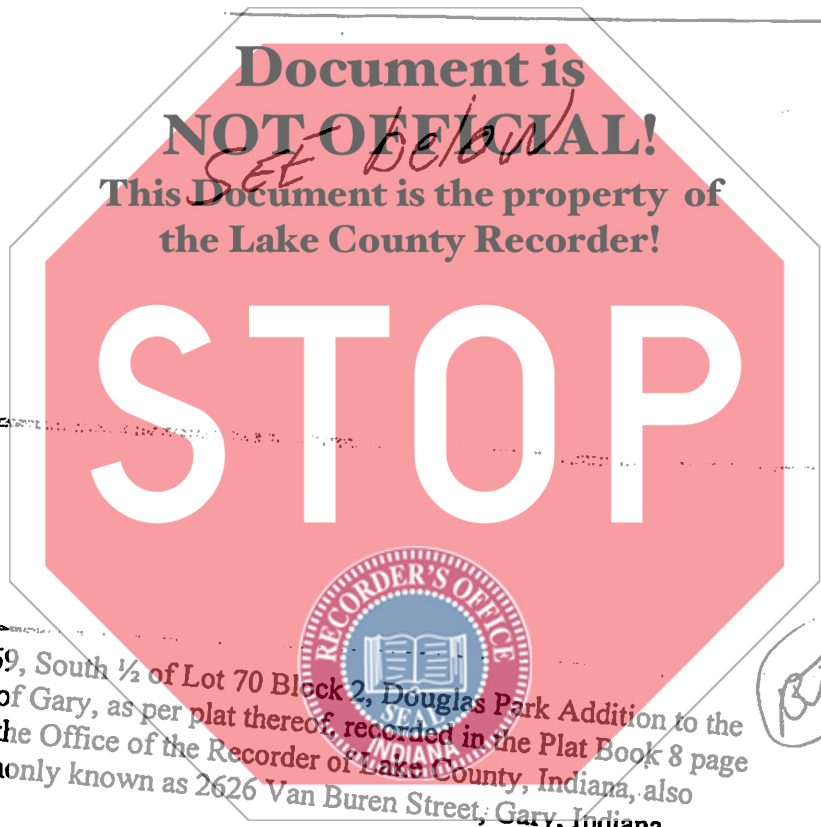 Document is
NOT OFFICIAL!
SEE below
This Document is the property of
the Lake County Recorder!
STOP
RECORDER'S OFFICE
SEAL
INDIANA
59, South ½ of Lot 70 Block 2, Douglas Park Addition to the
of Gary, as per plat thereof, recorded in the Plat Book 8 page
the Office of the Recorder of Lake County, Indiana, also
only known as 2626 Van Buren Street, Gary, Indiana